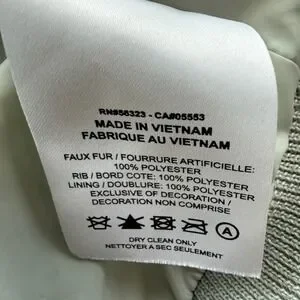 RN#56323 - CA#05553
MADE IN VIETNAM
FABRIQUE AU VIETNAM
FAUX FUR / FOURRURE ARTIFICIELLE:
100% POLYESTER
RIB / BORD COTE: 100% POLYESTER
LINING / DOUBLURE: 100% POLYESTER
EXCLUSIVE OF DECORATION /
DECORATION NON COMPRISE
A
DRY CLEAN ONLY
NETTOYER A SEC SEULEMENT